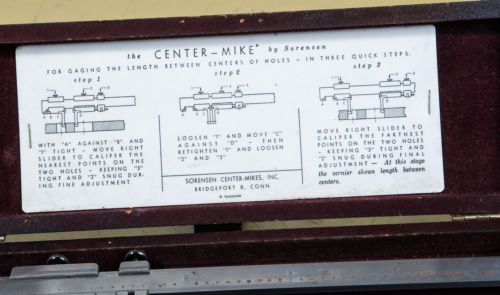 the CENTER-MIKE* by Sorensen
FOR GAGING THE LENGTH BETWEEN CENTERS OF HOLES - IN THREE QUICK STEPS:
step 1
step 2
step 3
WITH "A" AGAINST "B" AND
"1" TIGHT - MOVE RIGHT
SLIDER TO CALIPER THE
NEAREST POINTS ON THE
TWO HOLES - KEEPING "3"
TIGHT AND "2" SNUG DUR-
ING FINE ADJUSTMENT.
LOOSEN "1" AND MOVE "C"
AGAINST "D" - THEN
RETIGHTEN "1" AND LOOSEN
"2" AND "3"
SORENSEN CENTER-MIKES, INC.
BRIDGEPORT 8, CONN
* TRADEMARK
MOVE RIGHT SLIDER TO
CALIPER THE FARTHEST
POINTS ON THE TWO HOLES
- KEEPING "3" TIGHT AND
"2" SNUG DURING FINAL
ADJUSTMENT - At this stage
the vernier shows length between
centers.